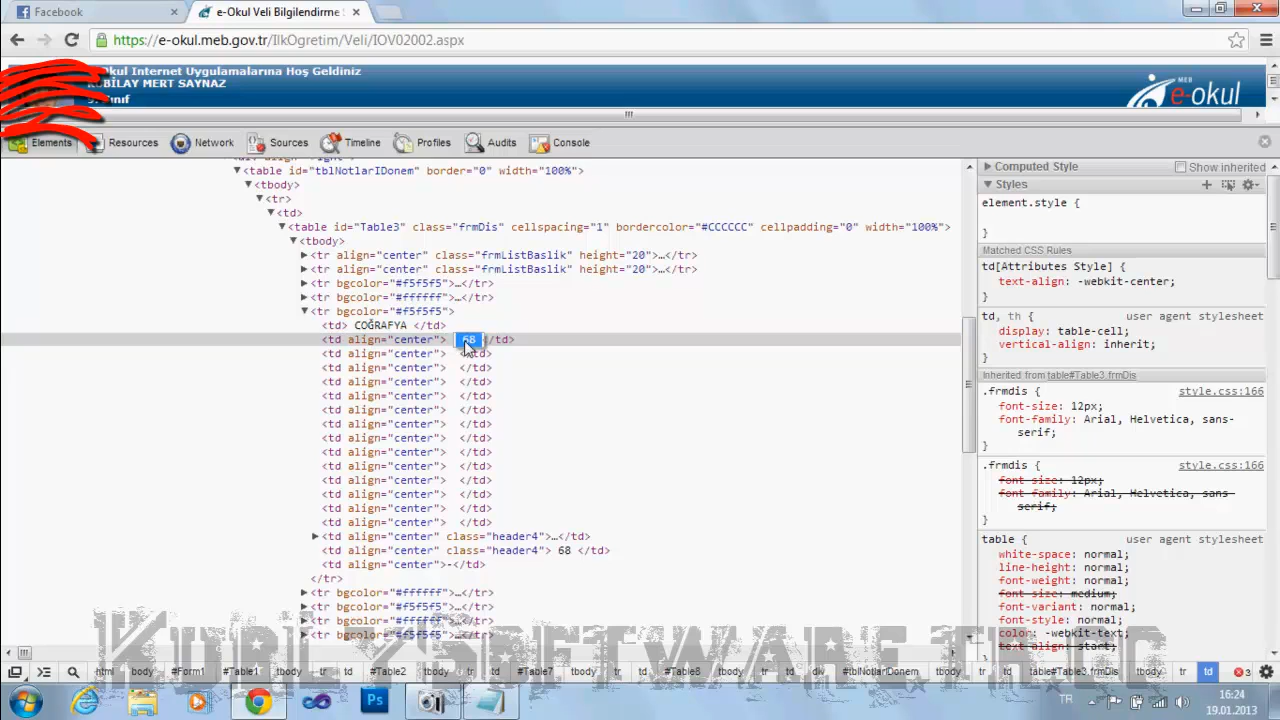 Facebook
e-Okul Veli Bilgilendirme S
https://e-okul.meb.gov.tr/IlkOgretim/Veli/IOV02002.aspx
Okul Internet Uygulamalarına Hoş Geldiniz
KUBİLAY MERT SAYNAZ
9. Sınıf
MEB
e-okul
Elements
Resources
Network
Sources
Timeline
Profiles
Audits
Console
<table id="tblNotlarIDonem" border="0" width="100%">
<tbody>
<tr>
<td>
<table id="Table3" class="frmDis" cellspacing="1" bordercolor="#CCCCCC" cellpadding="0" width="100%">
<tbody>
<tr align="center" class="frmListBaslik" height="20">…</tr>
<tr align="center" class="frmListBaslik" height="20">…</tr>
<tr bgcolor="#f5f5f5">…</tr>
<tr bgcolor="#ffffff">…</tr>
<tr bgcolor="#f5f5f5">
<td> COĞRAFYA </td>
<td align="center"> 68 </td>
<td align="center"> </td>
<td align="center"> </td>
<td align="center"> </td>
<td align="center"> </td>
<td align="center"> </td>
<td align="center"> </td>
<td align="center"> </td>
<td align="center"> </td>
<td align="center"> </td>
<td align="center"> </td>
<td align="center"> </td>
<td align="center"> </td>
<td align="center"> </td>
<td align="center" class="header4">…</td>
<td align="center" class="header4"> 68 </td>
<td align="center">-</td>
</tr>
<tr bgcolor="#ffffff">…</tr>
<tr bgcolor="#f5f5f5">…</tr>
<tr bgcolor="#ffffff">…</tr>
<tr bgcolor="#f5f5f5">…</tr>
Computed Style
Show inherited
Styles
element.style {
}
Matched CSS Rules
td[Attributes Style] {
text-align: -webkit-center;
}
td, th { user agent stylesheet
display: table-cell;
vertical-align: inherit;
}
Inherited from table#Table3.frmDis
.frmdis { style.css:166
font-size: 12px;
font-family: Arial, Helvetica, sans-
serif;
}
.frmdis { style.css:166
font-size: 12px;
font-family: Arial, Helvetica, sans-
serif;
}
table { user agent stylesheet
white-space: normal;
line-height: normal;
font-weight: normal;
font-size: medium;
font-variant: normal;
font-style: normal;
color: -webkit-text;
text-align: start;
html body #Form1 #Table1 tbody tr td #Table2 tbody tr td #Table7 tbody tr td #Table6 tbody tr td div #tblNotlarIDonem tbody tr td table#Table3.frmDis tbody tr td
3
TR
16:24
19.01.2013